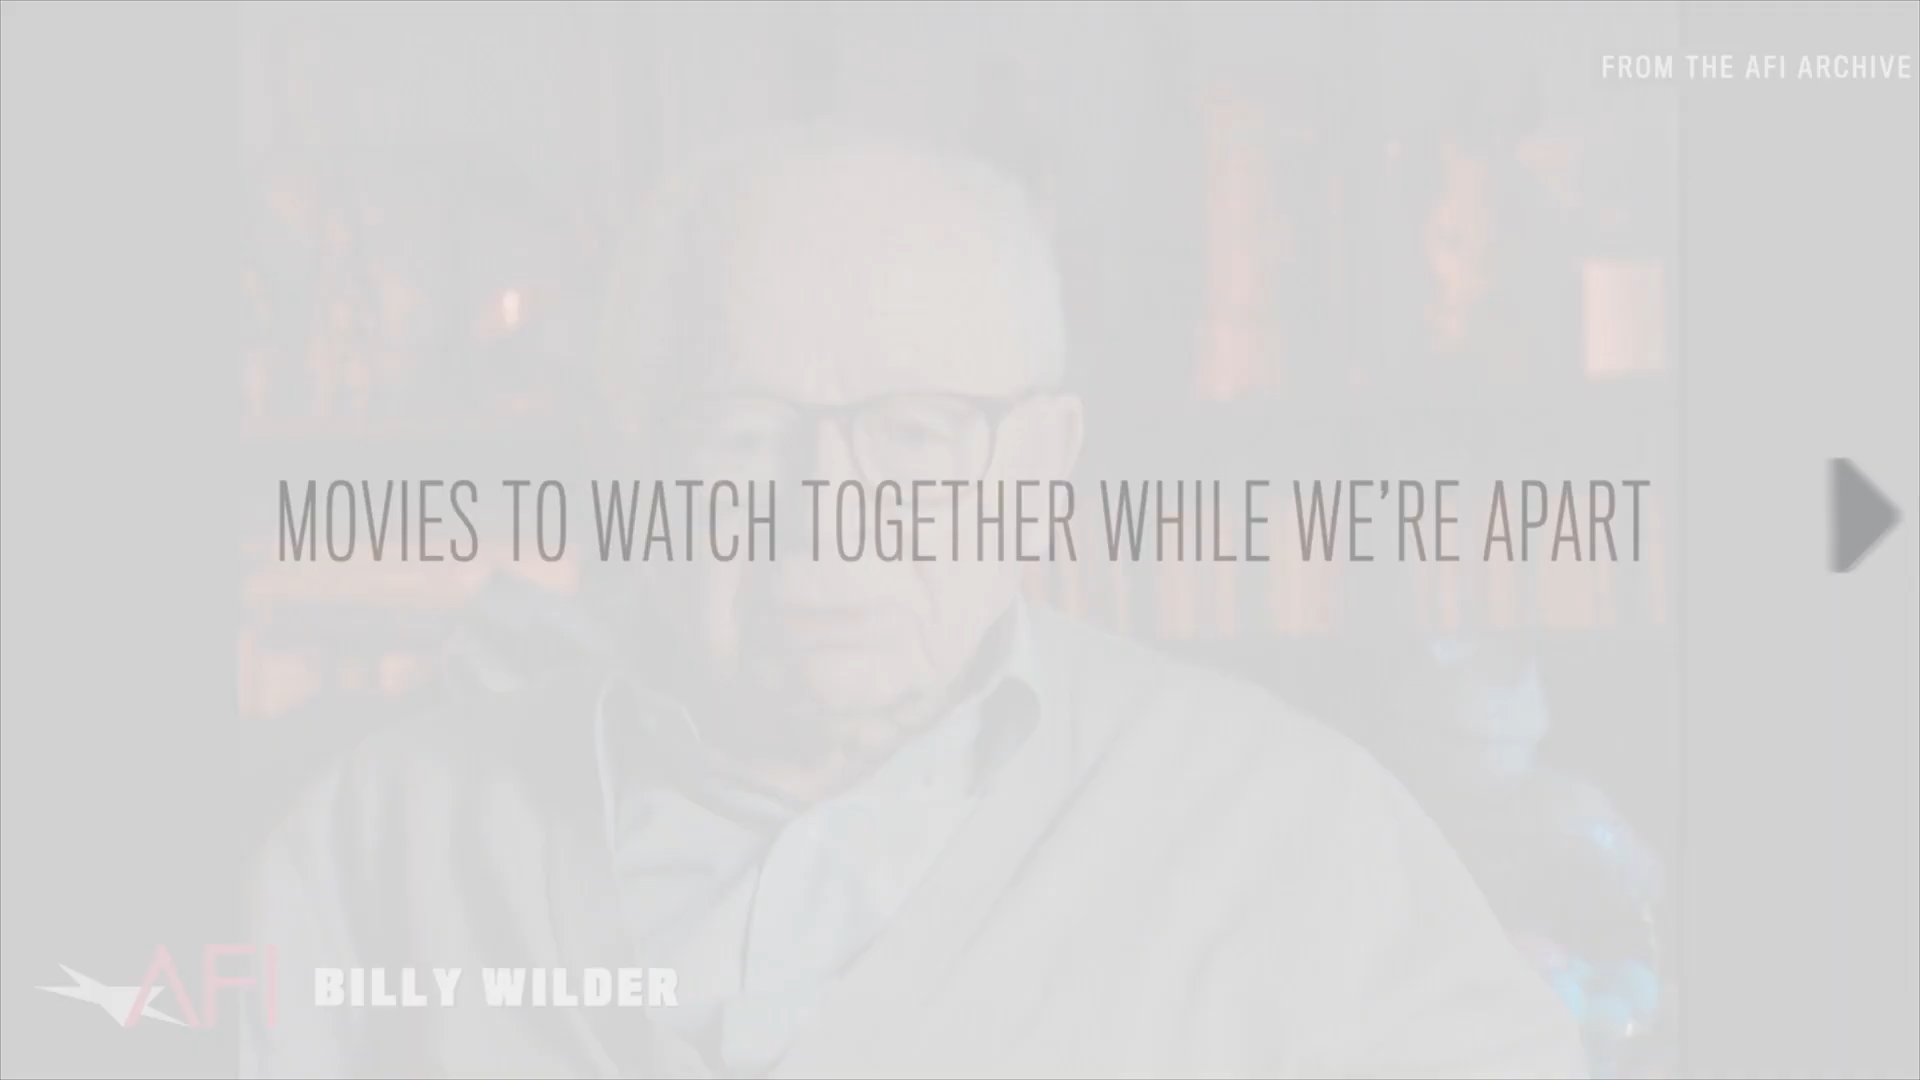 FROM THE AFI ARCHIVE
MOVIES TO WATCH TOGETHER WHILE WE'RE APART
AFI
BILLY WILDER